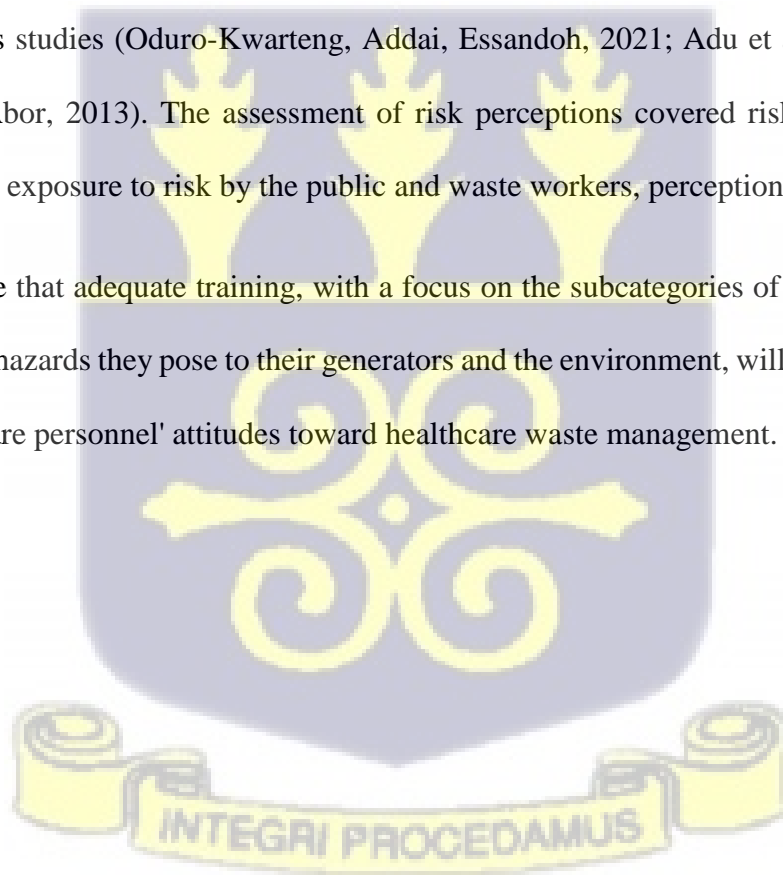 s studies (Oduro-Kwarteng, Addai, Essandoh, 2021; Adu et
bor, 2013). The assessment of risk perceptions covered risk
exposure to risk by the public and waste workers, perception
e that adequate training, with a focus on the subcategories of
hazards they pose to their generators and the environment, will
are personnel' attitudes toward healthcare waste management.
INTEGRI PROCEDAMUS